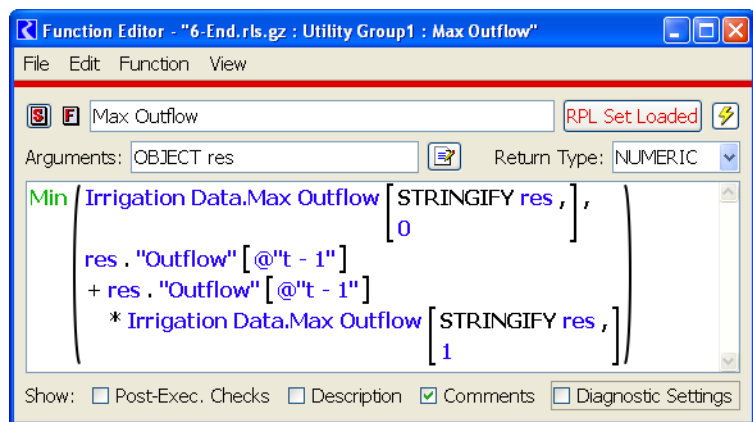 Function Editor - "6-End.rls.gz : Utility Group1 : Max Outflow"
File Edit Function View
S F Max Outflow RPL Set Loaded
Arguments: OBJECT res Return Type: NUMERIC
Min ( Irrigation Data.Max Outflow [ STRINGIFY res , ] ,
0
res . "Outflow" [ @"t - 1" ]
+ res . "Outflow" [ @"t - 1" ]
* Irrigation Data.Max Outflow [ STRINGIFY res , ] )
1
Show: Post-Exec. Checks Description Comments Diagnostic Settings